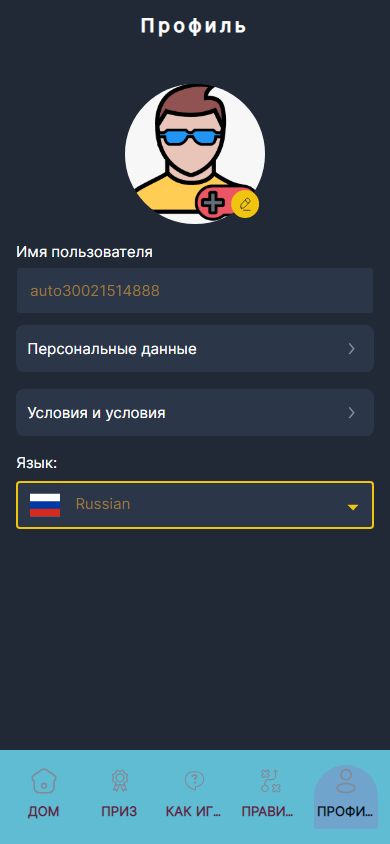 Профиль
Имя пользователя
auto30021514888
Персональные данные
Условия и условия
Язык:
Russian
ДОМ ПРИЗ КАК ИГ... ПРАВИ... ПРОФИ...